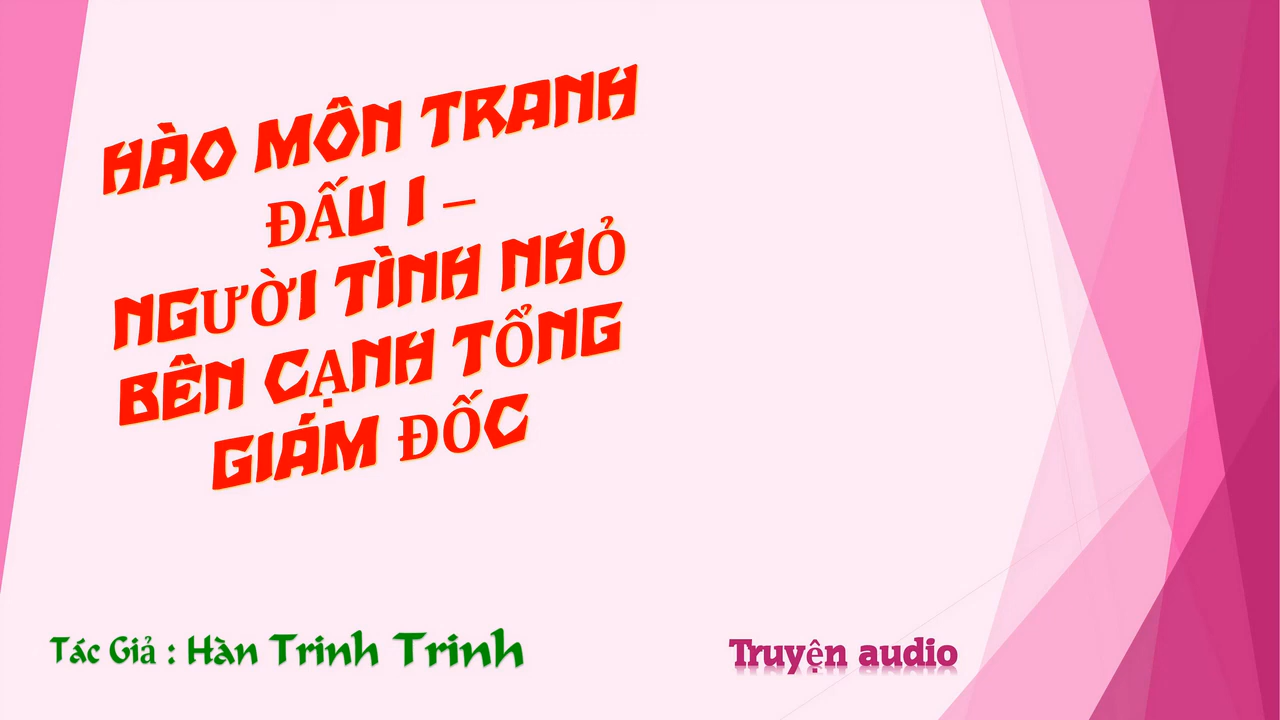 HÀO MÔN TRANH
ĐẤU I –
NGƯỜI TÌNH NHỎ
BÊN CẠNH TỔNG
GIÁM ĐỐC
Tác Giả : Hàn Trinh Trinh
Truyện audio